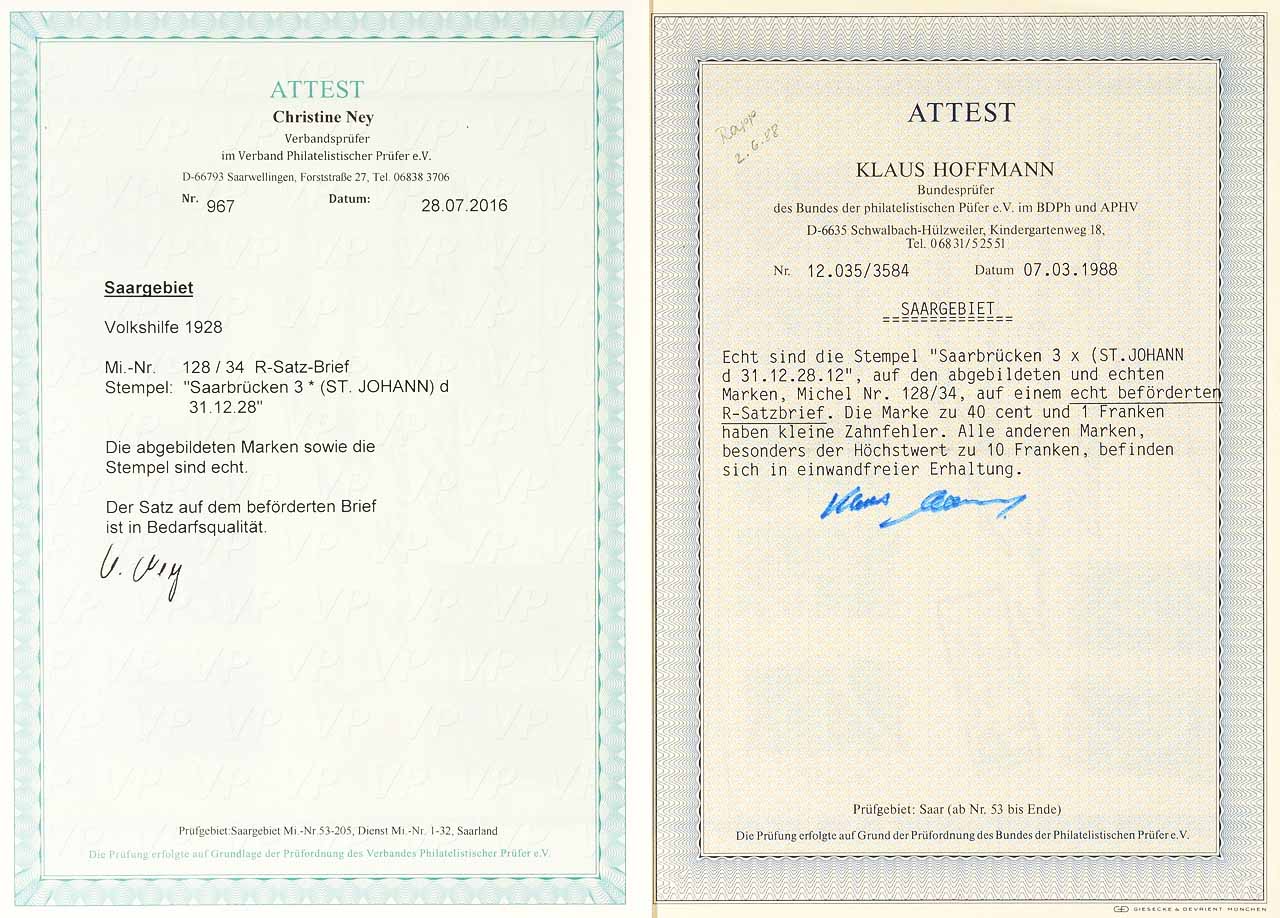 ATTEST
Christine Ney
Verbandsprüfer
im Verband Philatelistischer Prüfer e.V.
D-66793 Saarwellingen, Forststraße 27, Tel. 06838 3706
Nr. 967 Datum: 28.07.2016
Saargebiet
Volkshilfe 1928
Mi.-Nr. 128 / 34 R-Satz-Brief
Stempel: "Saarbrücken 3 * (ST. JOHANN) d
31.12.28"
Die abgebildeten Marken sowie die
Stempel sind echt.
Der Satz auf dem beförderten Brief
ist in Bedarfsqualität.
C. Ney
Prüfgebiet:Saargebiet Mi.-Nr.53-205, Dienst Mi.-Nr. 1-32, Saarland
Die Prüfung erfolgte auf Grundlage der Prüfordnung des Verbandes Philatelistischer Prüfer e.V.
Rapp
2.6.88
ATTEST
KLAUS HOFFMANN
Bundesprüfer
des Bundes der philatelistischen Püfer e.V. im BDPh und APHV
D-6635 Schwalbach-Hülzweiler, Kindergartenweg 18,
Tel. 06831/52551
Nr. 12.035/3584 Datum 07.03.1988
SAARGEBIET
Echt sind die Stempel "Saarbrücken 3 x (ST.JOHANN
d 31.12.28.12", auf den abgebildeten und echten
Marken, Michel Nr. 128/34, auf einem echt beförderten
R-Satzbrief. Die Marke zu 40 cent und 1 Franken
haben kleine Zahnfehler. Alle anderen Marken,
besonders der Höchstwert zu 10 Franken, befinden
sich in einwandfreier Erhaltung.
Klaus Hoffmann
Prüfgebiet: Saar (ab Nr. 53 bis Ende)
Die Prüfung erfolgte auf Grund der Prüfordnung des Bundes der Philatelistischen Prüfer e.V.
GIESECKE & DEVRIENT MÜNCHEN